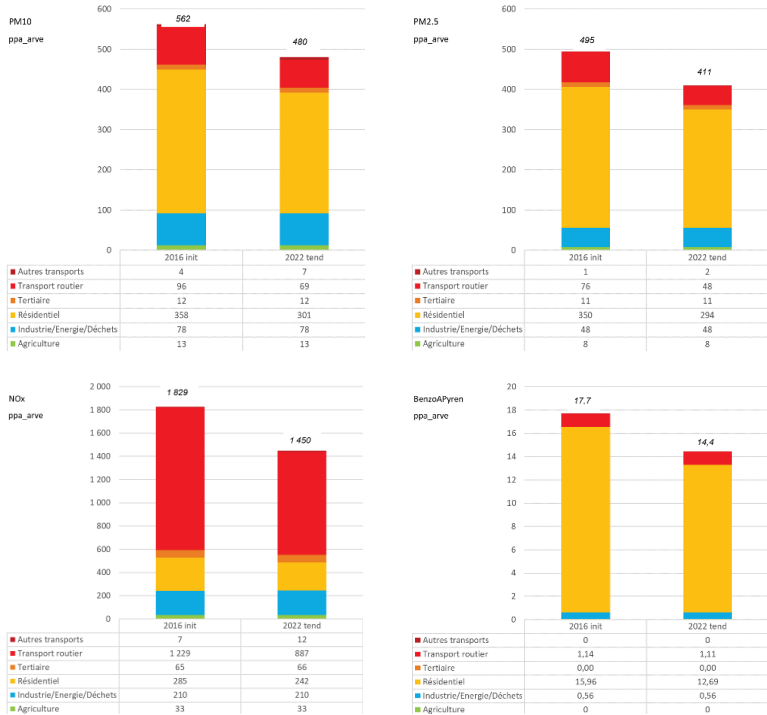 PM10
ppa_arve
600
500
400
300
200
100
0
562
480
2016 init 2022 tend
Autres transports 4 7
Transport routier 96 69
Tertiaire 12 12
Résidentiel 358 301
Industrie/Energie/Déchets 78 78
Agriculture 13 13
PM2.5
ppa_arve
600
500
400
300
200
100
0
495
411
2016 init 2022 tend
Autres transports 1 2
Transport routier 76 48
Tertiaire 11 11
Résidentiel 350 294
Industrie/Energie/Déchets 48 48
Agriculture 8 8
NOx
ppa_arve
2 000
1 800
1 600
1 400
1 200
1 000
800
600
400
200
0
1 829
1 450
2016 init 2022 tend
Autres transports 7 12
Transport routier 1 229 887
Tertiaire 65 66
Résidentiel 285 242
Industrie/Energie/Déchets 210 210
Agriculture 33 33
BenzoAPyren
ppa_arve
20
18
16
14
12
10
8
6
4
2
0
17,7
14,4
2016 init 2022 tend
Autres transports 0 0
Transport routier 1,14 1,11
Tertiaire 0,00 0,00
Résidentiel 15,96 12,69
Industrie/Energie/Déchets 0,56 0,56
Agriculture 0 0